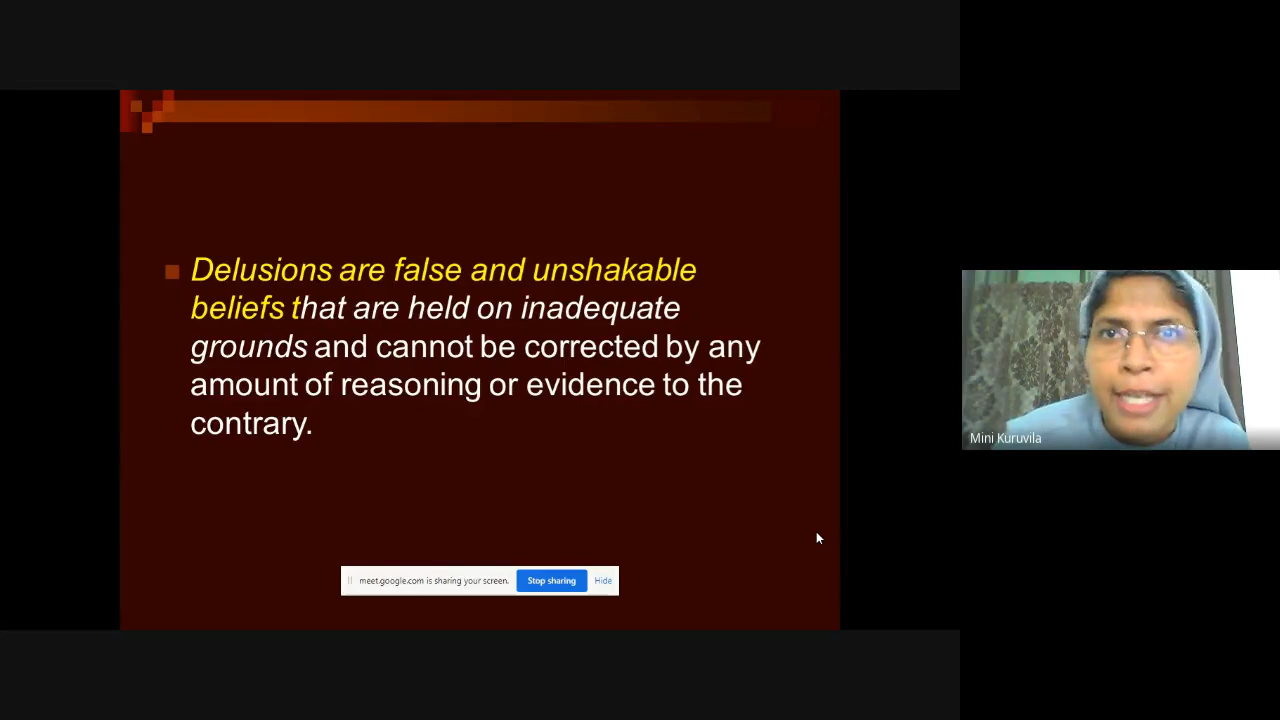 Delusions are false and unshakable
beliefs that are held on inadequate
grounds and cannot be corrected by any
amount of reasoning or evidence to the
contrary.
meet.google.com is sharing your screen.
Stop sharing
Hide
Mini Kuruvila